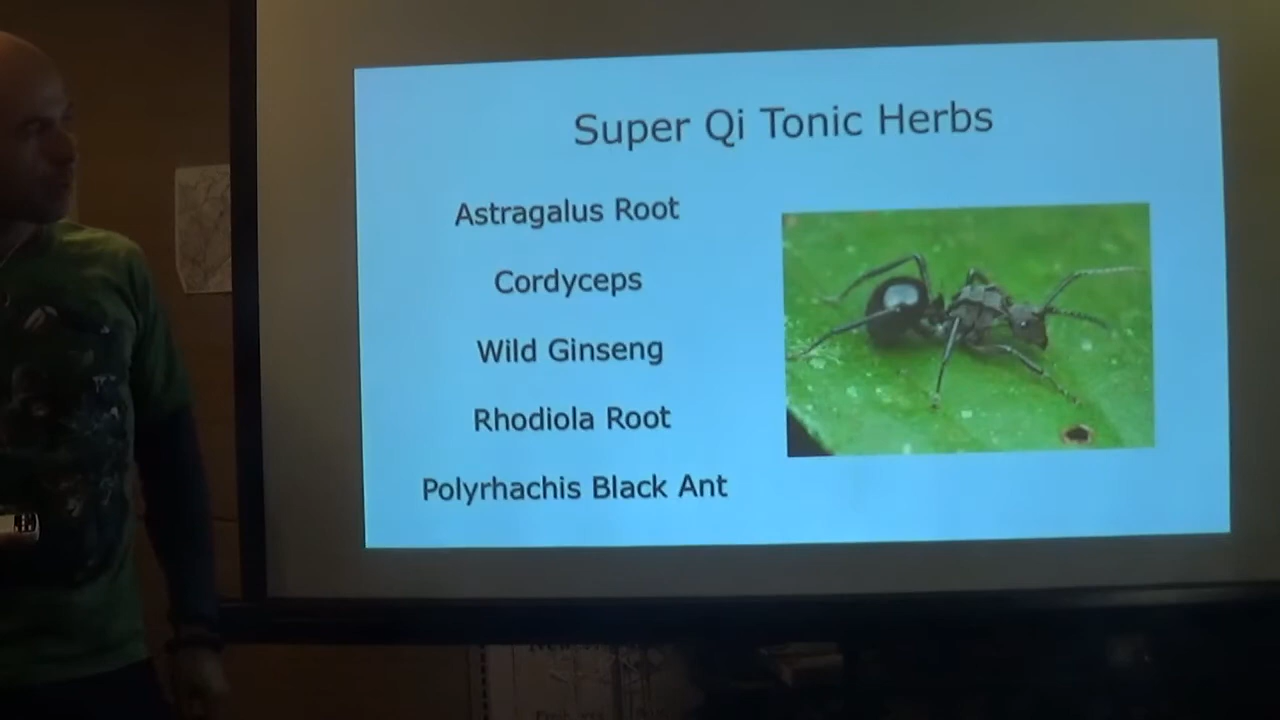 Super Qi Tonic Herbs
Astragalus Root
Cordyceps
Wild Ginseng
Rhodiola Root
Polyrhachis Black Ant